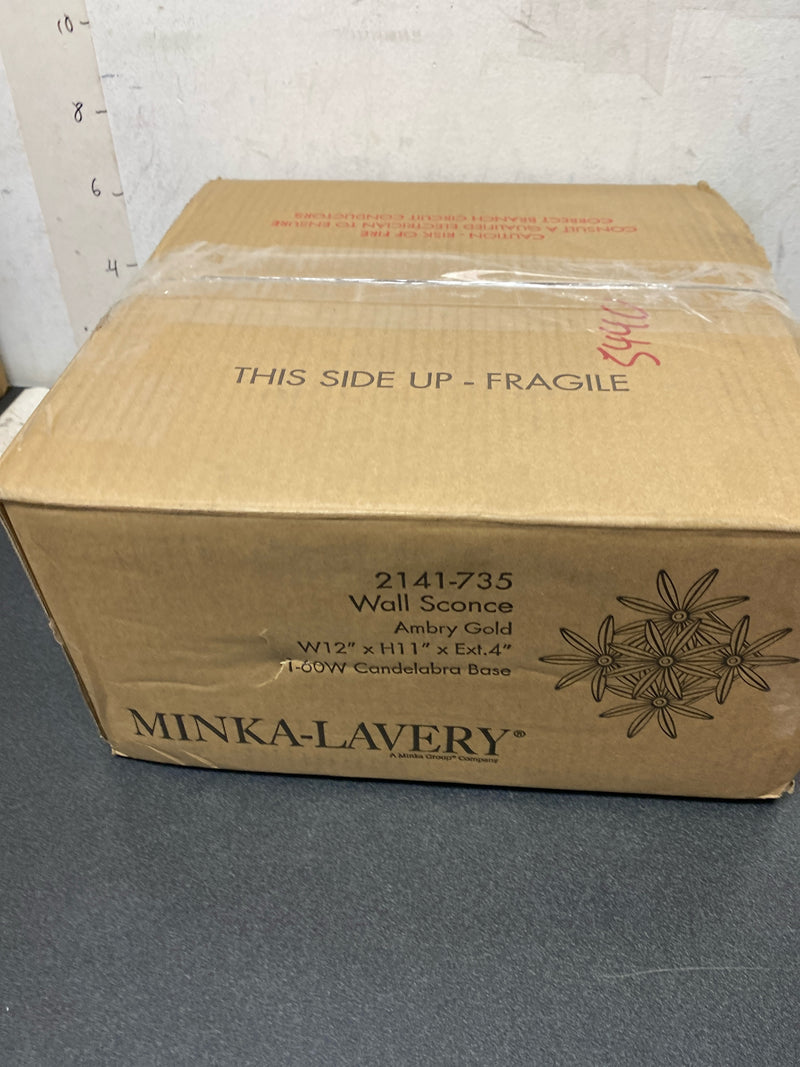 10
8
6
4
CAUTION - RISK OF FIRE
CONSULT A QUALIFIED ELECTRICIAN TO ENSURE
CORRECT BRANCH CIRCUIT CONDUCTORS
THIS SIDE UP - FRAGILE
2141-735
Wall Sconce
Ambry Gold
W12" x H11" x Ext.4"
1-60W Candelabra Base
MINKA-LAVERY®
A Minka Group® Company